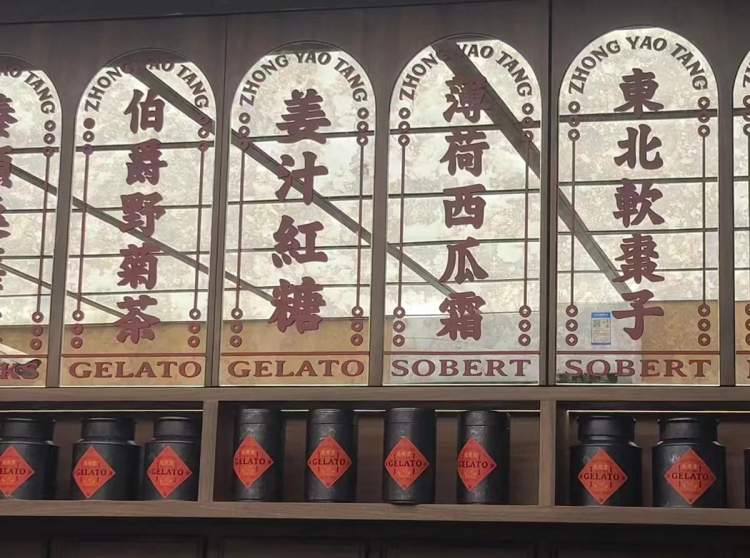 ZHONG YAO TANG
伯爵野菊茶
GELATO
ZHONG YAO TANG
姜汁紅糖
GELATO
ZHONG YAO TANG
薄荷西瓜霜
SOBERT
ZHONG YAO TANG
東北軟棗子
SOBERT
GELATO
GELATO
GELATO
GELATO
GELATO
GELATO
GELATO
GELATO
GELATO